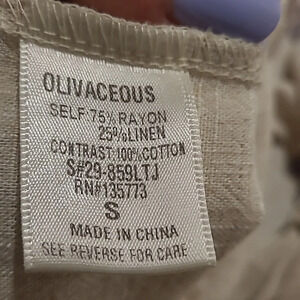 OLIVACEOUS
SELF:75% RAYON
25%LINEN
CONTRAST:100%COTTON
S#29-859LTJ
RN#135773
S
MADE IN CHINA
SEE REVERSE FOR CARE